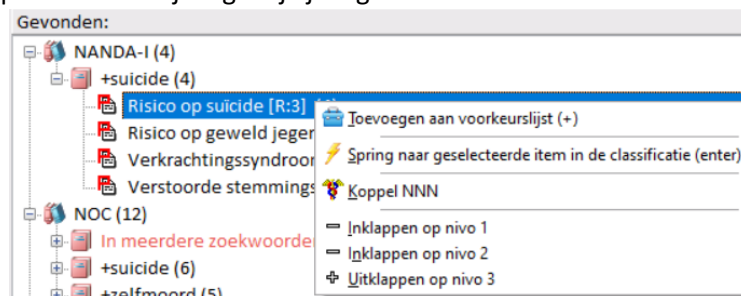 Gevonden:
NANDA-I (4)
+suicide (4)
Risico op suïcide [R:3]
Risico op geweld jeger
Verkrachtingssyndroor
Verstoorde stemmings
NOC (12)
In meerdere zoekwoorde
+suicide (6)
+zelfmoord (5)
Toevoegen aan voorkeurslijst (+)
Spring naar geselecteerde item in de classificatie (enter)
Koppel NNN
Inklappen op nivo 1
Inklappen op nivo 2
Uitklappen op nivo 3